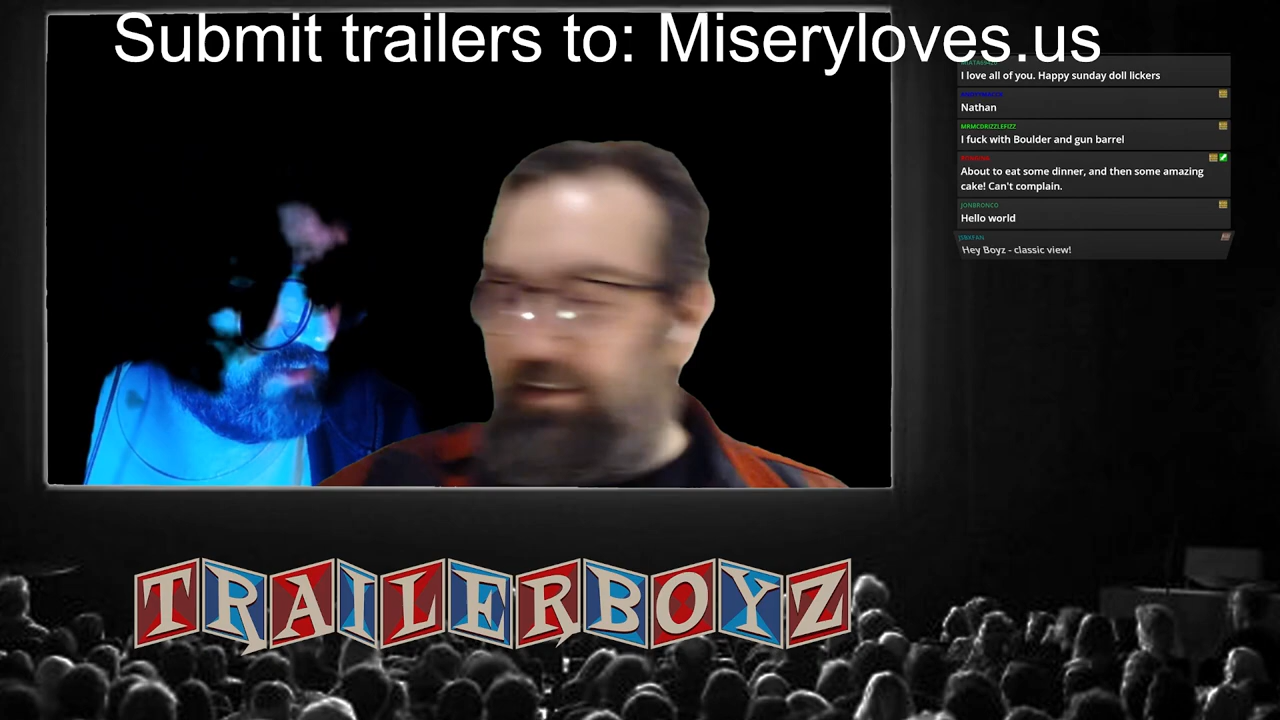 Submit trailers to: Miseryloves.us
I love all of you. Happy sunday doll lickers
Nathan
MRMCDRIZZLEFIZZ
I fuck with Boulder and gun barrel
About to eat some dinner, and then some amazing
cake! Can't complain.
JONBRONCO
Hello world
Hey Boyz - classic view!
TRAILERBOYZ